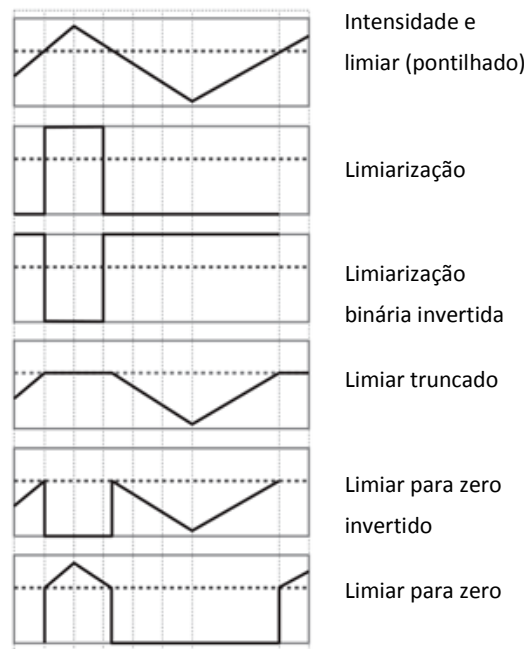 Intensidade e
limiar (pontilhado)
Limiarização
Limiarização
binária invertida
Limiar truncado
Limiar para zero
invertido
Limiar para zero